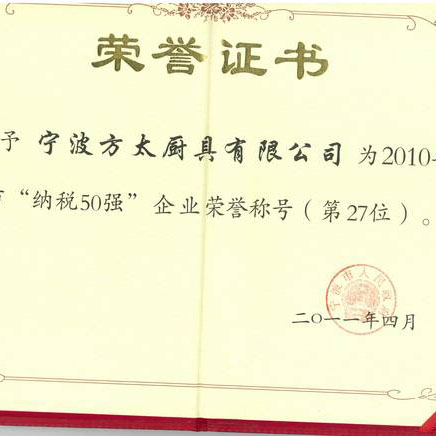 荣誉证书
予 宁波方太厨具有限公司 为2010
“纳税50强”企业荣誉称号(第27位)。
宁波市人民政府
二〇一一年四月